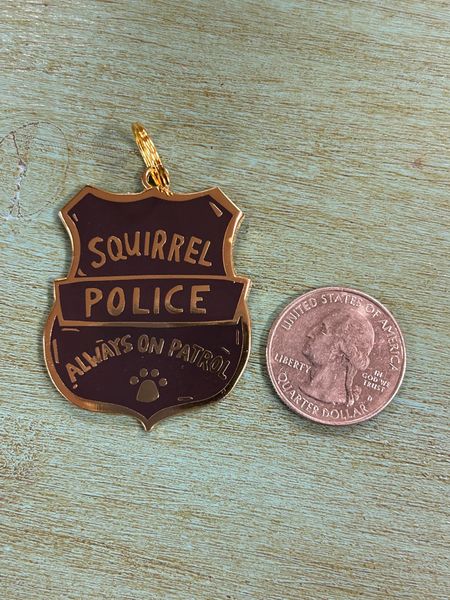 SQUIRREL
POLICE
ALWAYS ON PATROL
UNITED STATES OF AMERICA
LIBERTY
IN
GOD WE
TRUST
D
QUARTER DOLLAR